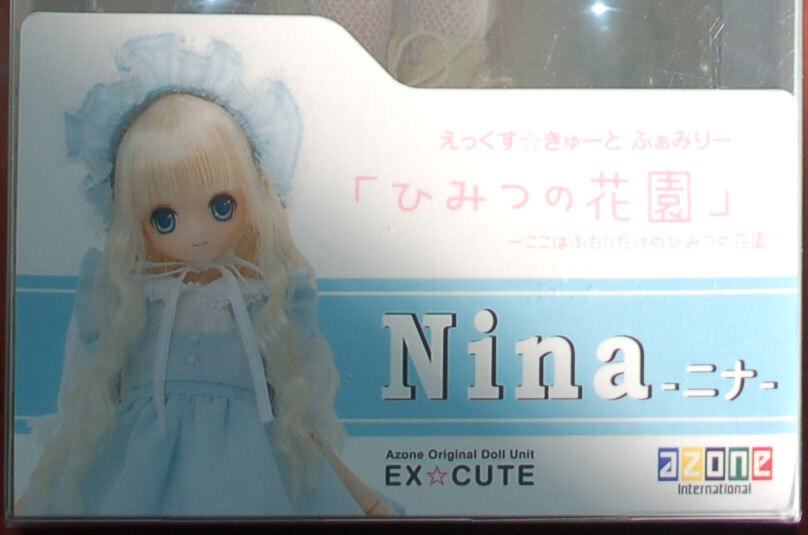 えっくす☆きゅーと ふぁみりー
「ひみつの花園」
ーここはふたりだけのひみつの花園ー
Nina -ニナ-
Azone Original Doll Unit
EX☆CUTE
azone
International